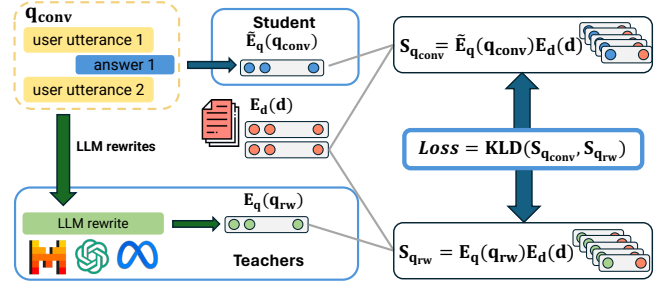 q_conv
user utterance 1
answer 1
user utterance 2
Student
Ẽ_q(q_conv)
S_q_conv = Ẽ_q(q_conv)E_d(d)
E_d(d)
LLM rewrites
Loss = KLD(S_q_conv, S_q_rw)
LLM rewrite
E_q(q_rw)
Teachers
S_q_rw = E_q(q_rw)E_d(d)